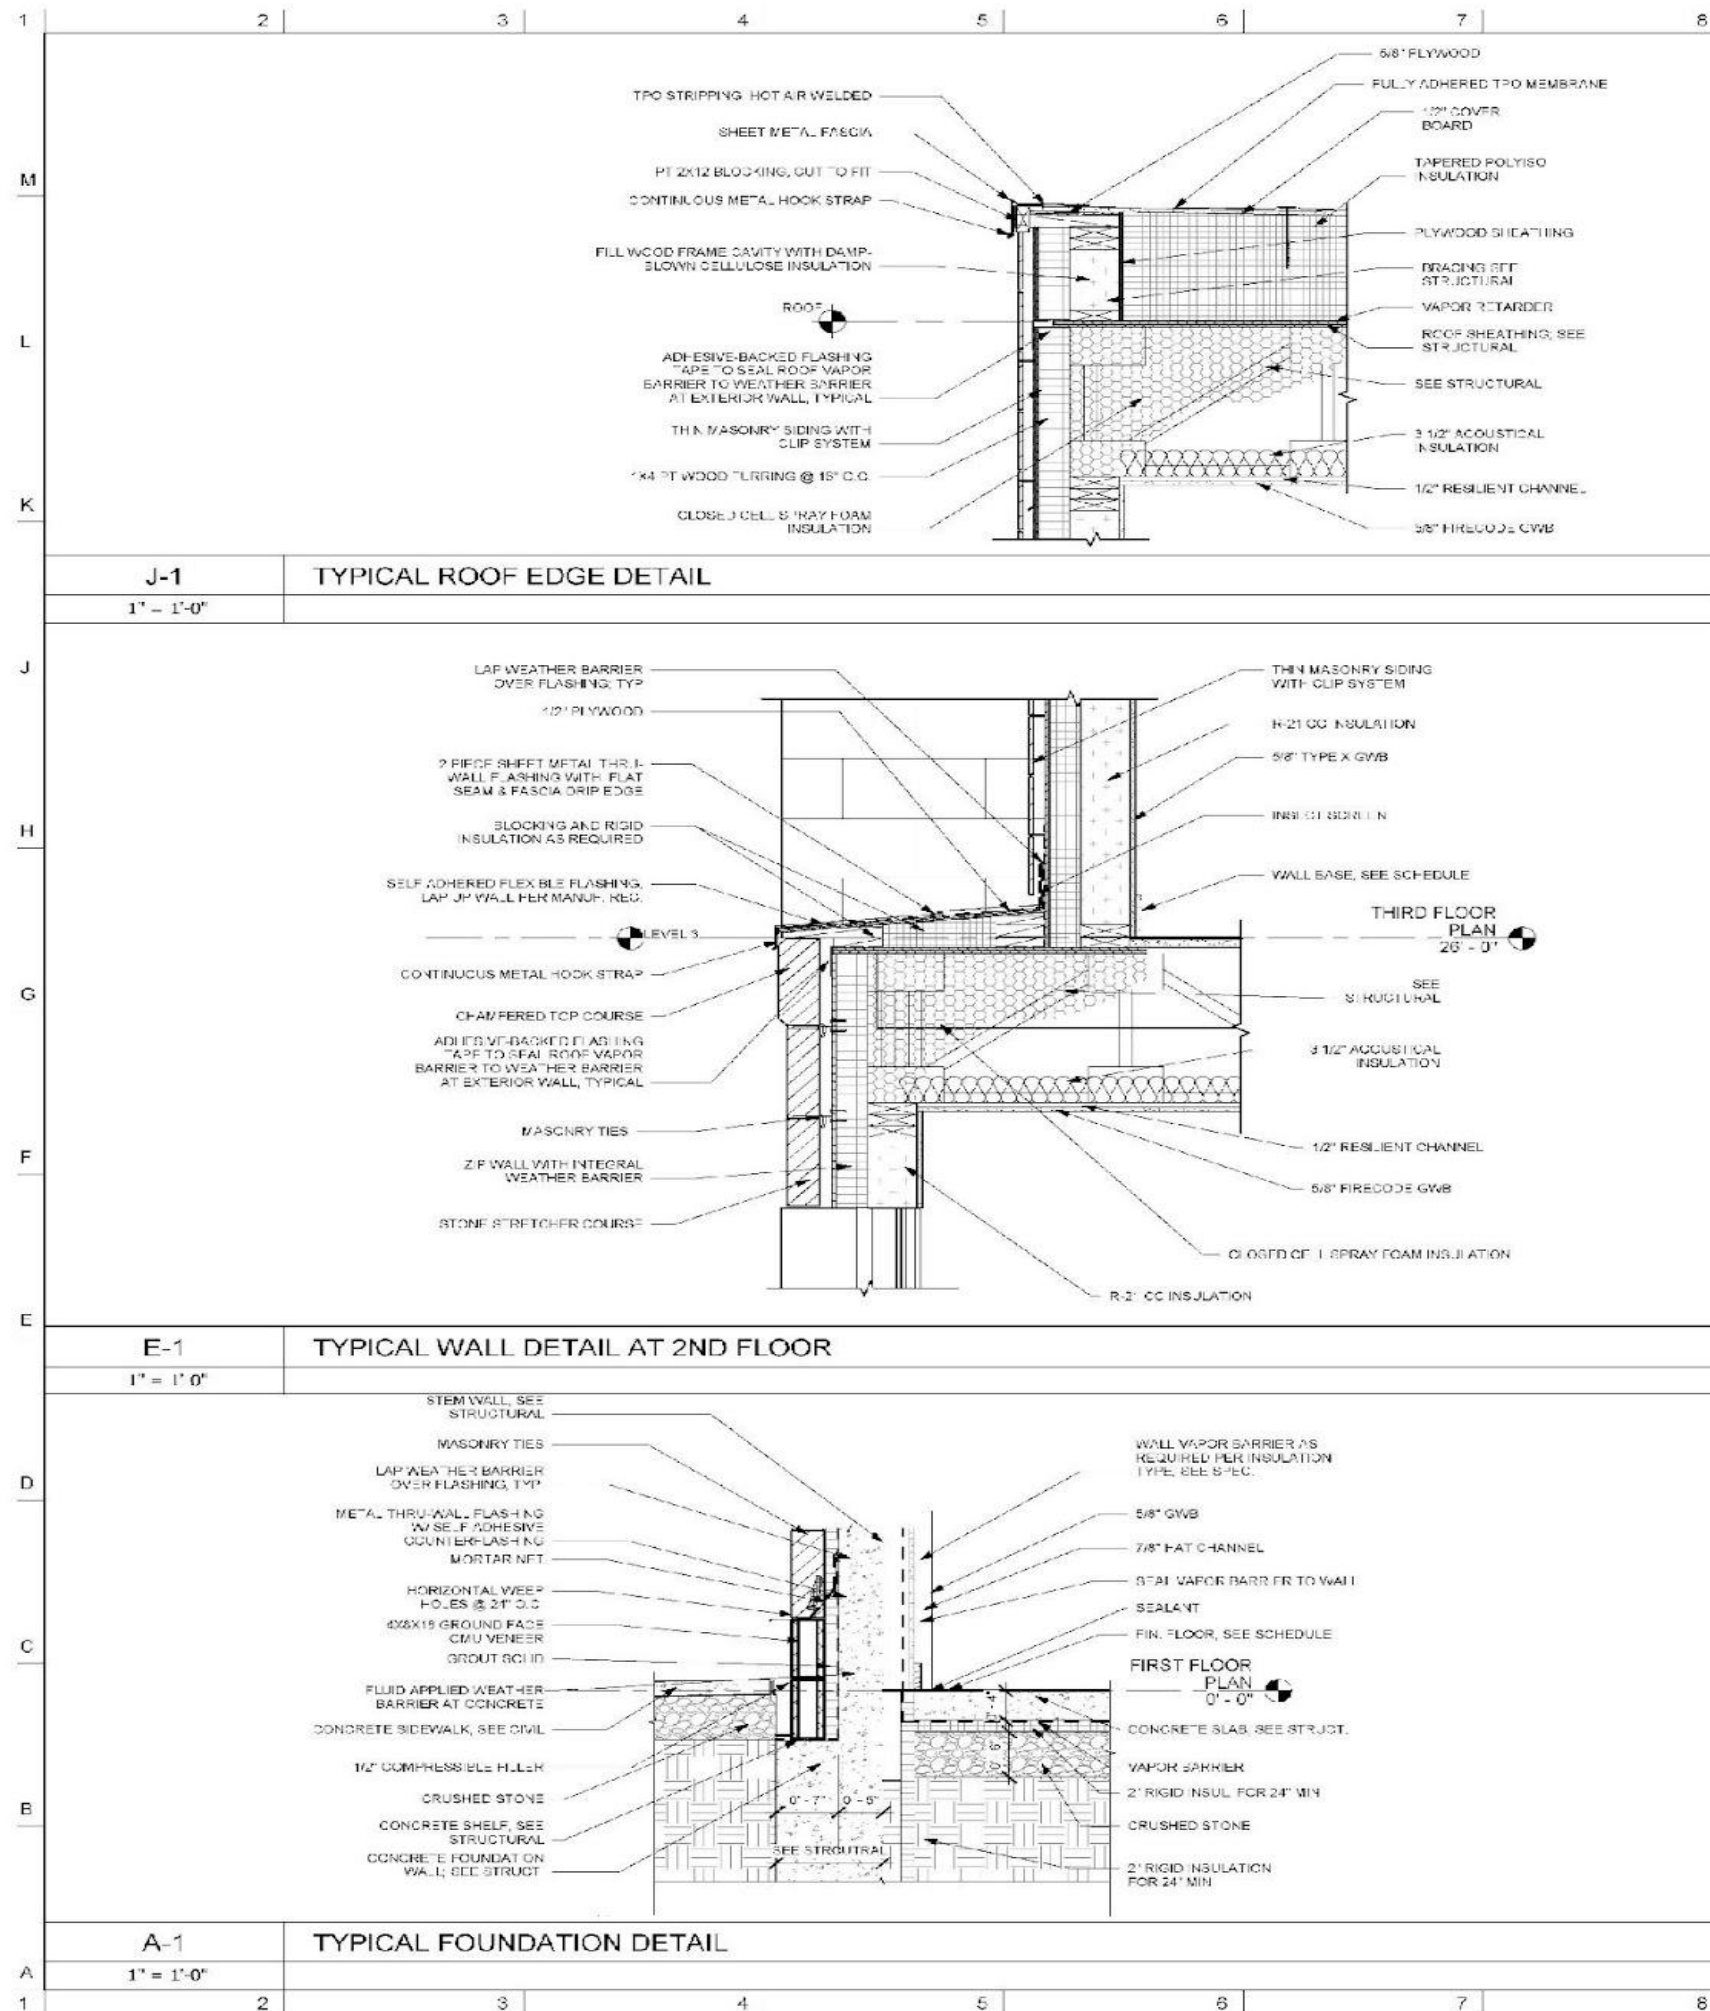 1 2 3 4 5 6 7 8
5/8" PLYWOOD
FULLY ADHERED TPO MEMBRANE
1/2" COVER
BOARD
TAPERED POLYISO
INSULATION
PLYWOOD SHEATHING
BRACING SEE
STRUCTURAL
VAPOR RETARDER
ROOF SHEATHING; SEE
STRUCTURAL
SEE STRUCTURAL
3 1/2" ACOUSTICAL
INSULATION
1/2" RESILIENT CHANNEL
5/8" FIRECODE GWB
TPO STRIPPING HOT AIR WELDED
SHEET METAL FASCIA
PT 2X12 BLOCKING, CUT TO FIT
CONTINUOUS METAL HOOK STRAP
FILL WOOD FRAME CAVITY WITH DAMP-
BLOWN CELLULOSE INSULATION
ROOF
ADHESIVE-BACKED FLASHING
TAPE TO SEAL ROOF VAPOR
BARRIER TO WEATHER BARRIER
AT EXTERIOR WALL, TYPICAL
THIN MASONRY SIDING WITH
CLIP SYSTEM
1X4 PT WOOD FURRING @ 16" O.C.
CLOSED CELL SPRAY FOAM
INSULATION
M
L
K
J-1 TYPICAL ROOF EDGE DETAIL
1" = 1'-0"
J
H
G
F
E
LAP WEATHER BARRIER
OVER FLASHING; TYP
1/2" PLYWOOD
2 PIECE SHEET METAL THRU-
WALL FLASHING WITH FLAT
SEAM & FASCIA DRIP EDGE
BLOCKING AND RIGID
INSULATION AS REQUIRED
SELF ADHERED FLEXIBLE FLASHING,
LAP UP WALL PER MANUF. REC.
LEVEL 3
CONTINUOUS METAL HOOK STRAP
CHAMFERED TOP COURSE
ADHESIVE-BACKED FLASHING
TAPE TO SEAL ROOF VAPOR
BARRIER TO WEATHER BARRIER
AT EXTERIOR WALL, TYPICAL
MASONRY TIES
ZIP WALL WITH INTEGRAL
WEATHER BARRIER
STONE STRETCHER COURSE
THIN MASONRY SIDING
WITH CLIP SYSTEM
R-21 CC INSULATION
5/8" TYPE X GWB
INSECT SCREEN
WALL BASE, SEE SCHEDULE
THIRD FLOOR
PLAN
26' - 0"
SEE
STRUCTURAL
3 1/2" ACOUSTICAL
INSULATION
1/2" RESILIENT CHANNEL
5/8" FIRECODE GWB
CLOSED CELL SPRAY FOAM INSULATION
R-21 CC INSULATION
E-1 TYPICAL WALL DETAIL AT 2ND FLOOR
1" = 1' 0"
D
C
B
A
STEM WALL, SEE
STRUCTURAL
MASONRY TIES
LAP WEATHER BARRIER
OVER FLASHING, TYP
METAL THRU-WALL FLASHING
W/ SELF ADHESIVE
COUNTERFLASHING
MORTAR NET
HORIZONTAL WEEP
HOLES @ 24" O.C.
4X8X16 GROUND FACE
CMU VENEER
GROUT SOLID
FLUID APPLIED WEATHER
BARRIER AT CONCRETE
CONCRETE SIDEWALK, SEE CIVIL
1/2" COMPRESSIBLE FILLER
CRUSHED STONE
CONCRETE SHELF, SEE
STRUCTURAL
CONCRETE FOUNDATION
WALL; SEE STRUCT
0' - 7"
SEE STRCUTRAL
WALL VAPOR BARRIER AS
REQUIRED PER INSULATION
TYPE, SEE SPEC.
5/8" GWB
7/8" HAT CHANNEL
SEAL VAPOR BARRIER TO WALL
SEALANT
FIN. FLOOR, SEE SCHEDULE
FIRST FLOOR
PLAN
0' - 0"
CONCRETE SLAB, SEE STRUCT.
VAPOR BARRIER
2" RIGID INSUL FOR 24" MIN
CRUSHED STONE
2" RIGID INSULATION
FOR 24" MIN
A-1 TYPICAL FOUNDATION DETAIL
1" = 1'-0"
1 2 3 4 5 6 7 8